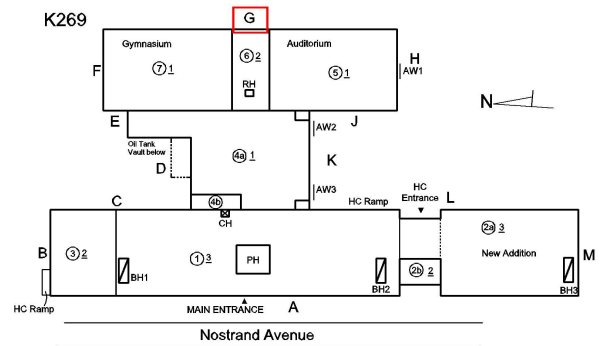 K269
G
Gymnasium
Auditorium
6 2
H
F
7 1
5 1
AW1
RH
N
E
J
AW2
Oil Tank
Vault below
4a 1
K
D
AW3
HC
Entrance
C
4b
HC Ramp
L
CH
2a 3
B
3 2
1 3
PH
New Addition
M
BH1
BH2
2b 2
BH3
HC Ramp
MAIN ENTRANCE
A
Nostrand Avenue